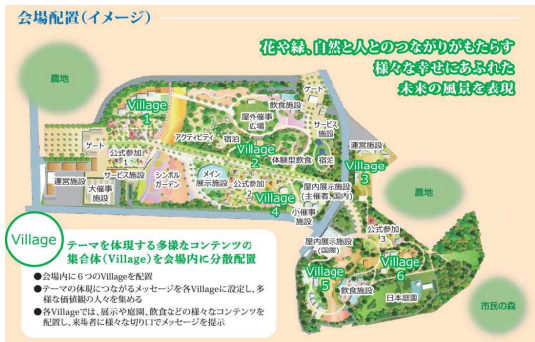 会場配置（イメージ）
花や緑、自然と人とのつながりがもたらす
様々な幸せにあふれた
未来の風景を表現
農地
Village
1
ゲート
飲食施設
屋外催事
広場
サービス
施設
アクティビティ
宿泊
Village
2
体験型飲食
宿泊
運営施設
Village
3
ゲート
公式参加
1
サービス施設
運営施設
大催事
施設
シンボル
ガーデン
メイン
展示施設
公式参加
2
Village
4
小催事
施設
屋内展示施設
(主催者、国内)
農地
公式参加
3
屋内展示施設
(国際)
Village
5
Village
6
飲食施設
日本庭園
市民の森
Village
テーマを体現する多様なコンテンツの
集合体(Village)を会場内に分散配置
●会場内に６つのVillageを配置
●テーマの体現につながるメッセージを各Villageに設定し、多
様な価値観の人々を集める
●各Villageでは、展示や庭園、飲食などの様々なコンテンツを
配置し、来場者に様々な切り口でメッセージを提示